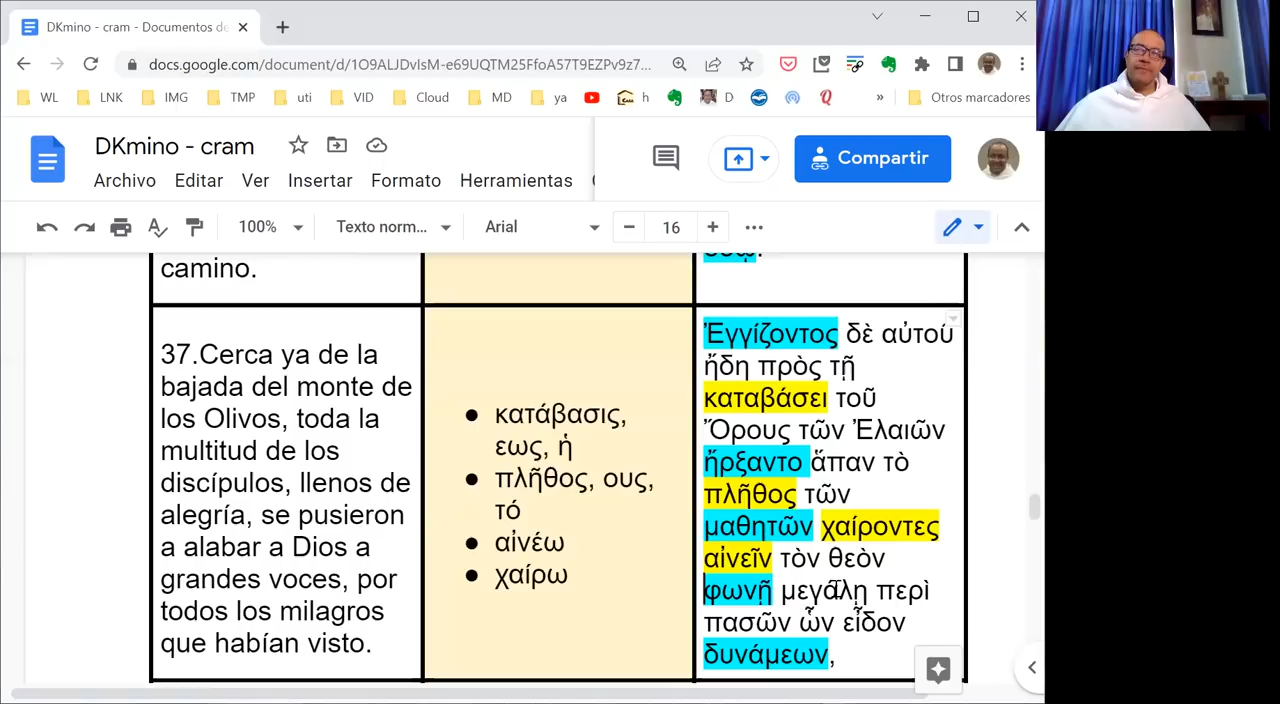 DKmino - cram - Documentos de
docs.google.com/document/d/1O9ALJDvIsM-e69UQTM25FfoA57T9EZPv9z7...
WL LNK IMG TMP uti VID Cloud MD ya h D » Otros marcadores
DKmino - cram
Compartir
Archivo Editar Ver Insertar Formato Herramientas
100% Texto norm... Arial 16
camino.
37.Cerca ya de la
bajada del monte de
los Olivos, toda la
multitud de los
discípulos, llenos de
alegría, se pusieron
a alabar a Dios a
grandes voces, por
todos los milagros
que habían visto.
● κατάβασις,
εως, ἡ
● πλῆθος, ους,
τό
● αἰνέω
● χαίρω
Ἐγγίζοντος δὲ αὐτοῦ
ἤδη πρὸς τῇ
καταβάσει τοῦ
Ὄρους τῶν Ἐλαιῶν
ἤρξαντο ἅπαν τὸ
πλῆθος τῶν
μαθητῶν χαίροντες
αἰνεῖν τὸν θεὸν
φωνῇ μεγάλῃ περὶ
πασῶν ὧν εἶδον
δυνάμεων,